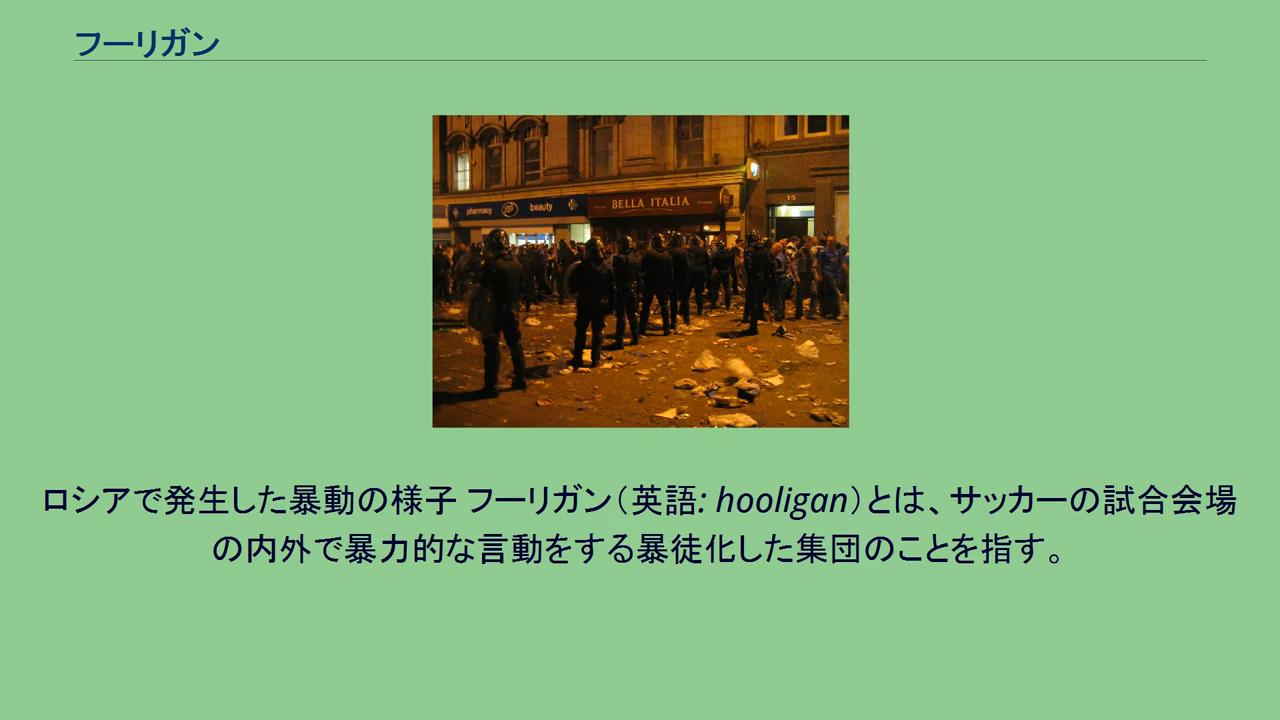 フーリガン
pharmacy Boots beauty
BELLA ITALIA
15
ロシアで発生した暴動の様子 フーリガン（英語: hooligan）とは、サッカーの試合会場
の内外で暴力的な言動をする暴徒化した集団のことを指す。